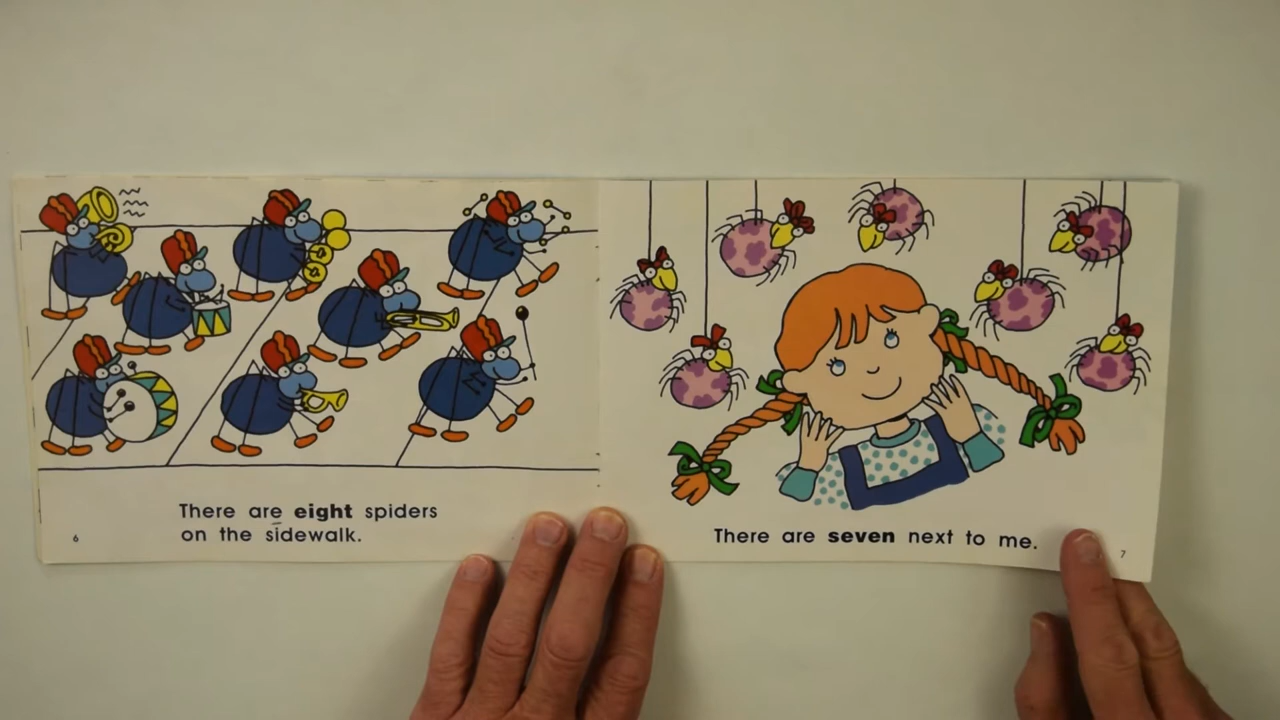 There are eight spiders
on the sidewalk.
6
There are seven next to me.
7